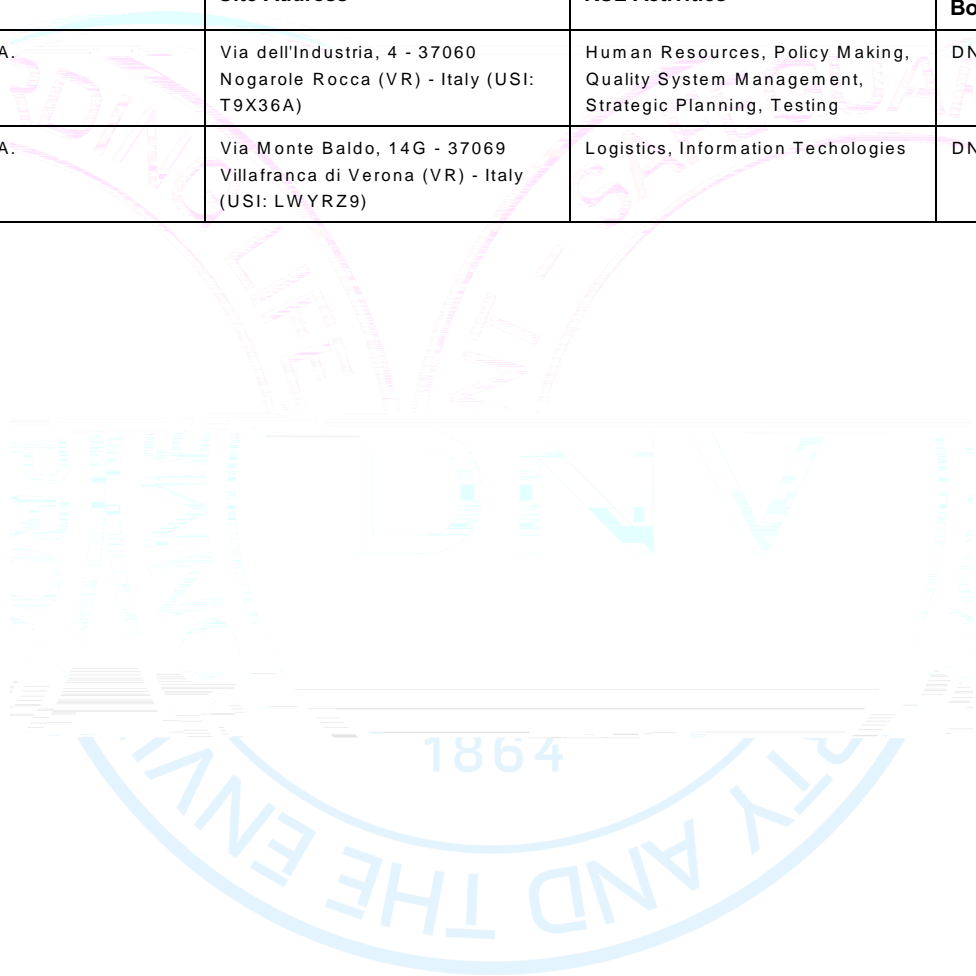 Site Address RSL Activities Bo
A. Via dell'Industria, 4 - 37060 Human Resources, Policy Making, DN
Nogarole Rocca (VR) - Italy (USI: Quality System Management,
T9X36A) Strategic Planning, Testing
A. Via Monte Baldo, 14G - 37069 Logistics, Information Techologies DN
Villafranca di Verona (VR) - Italy
(USI: LWYRZ9)
DNV
1864
RTY AND THE ENVI